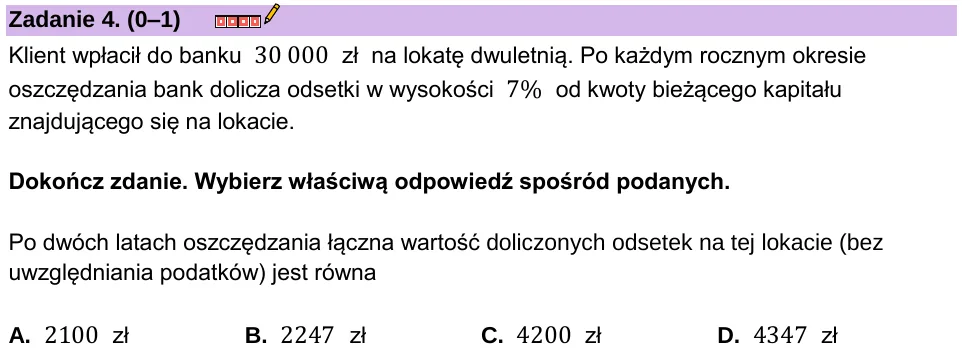 Zadanie 4. (0–1)
Klient wpłacił do banku 30 000 zł na lokatę dwuletnią. Po każdym rocznym okresie
oszczędzania bank dolicza odsetki w wysokości 7% od kwoty bieżącego kapitału
znajdującego się na lokacie.
Dokończ zdanie. Wybierz właściwą odpowiedź spośród podanych.
Po dwóch latach oszczędzania łączna wartość doliczonych odsetek na tej lokacie (bez
uwzględniania podatków) jest równa
A. 2100 zł B. 2247 zł C. 4200 zł D. 4347 zł